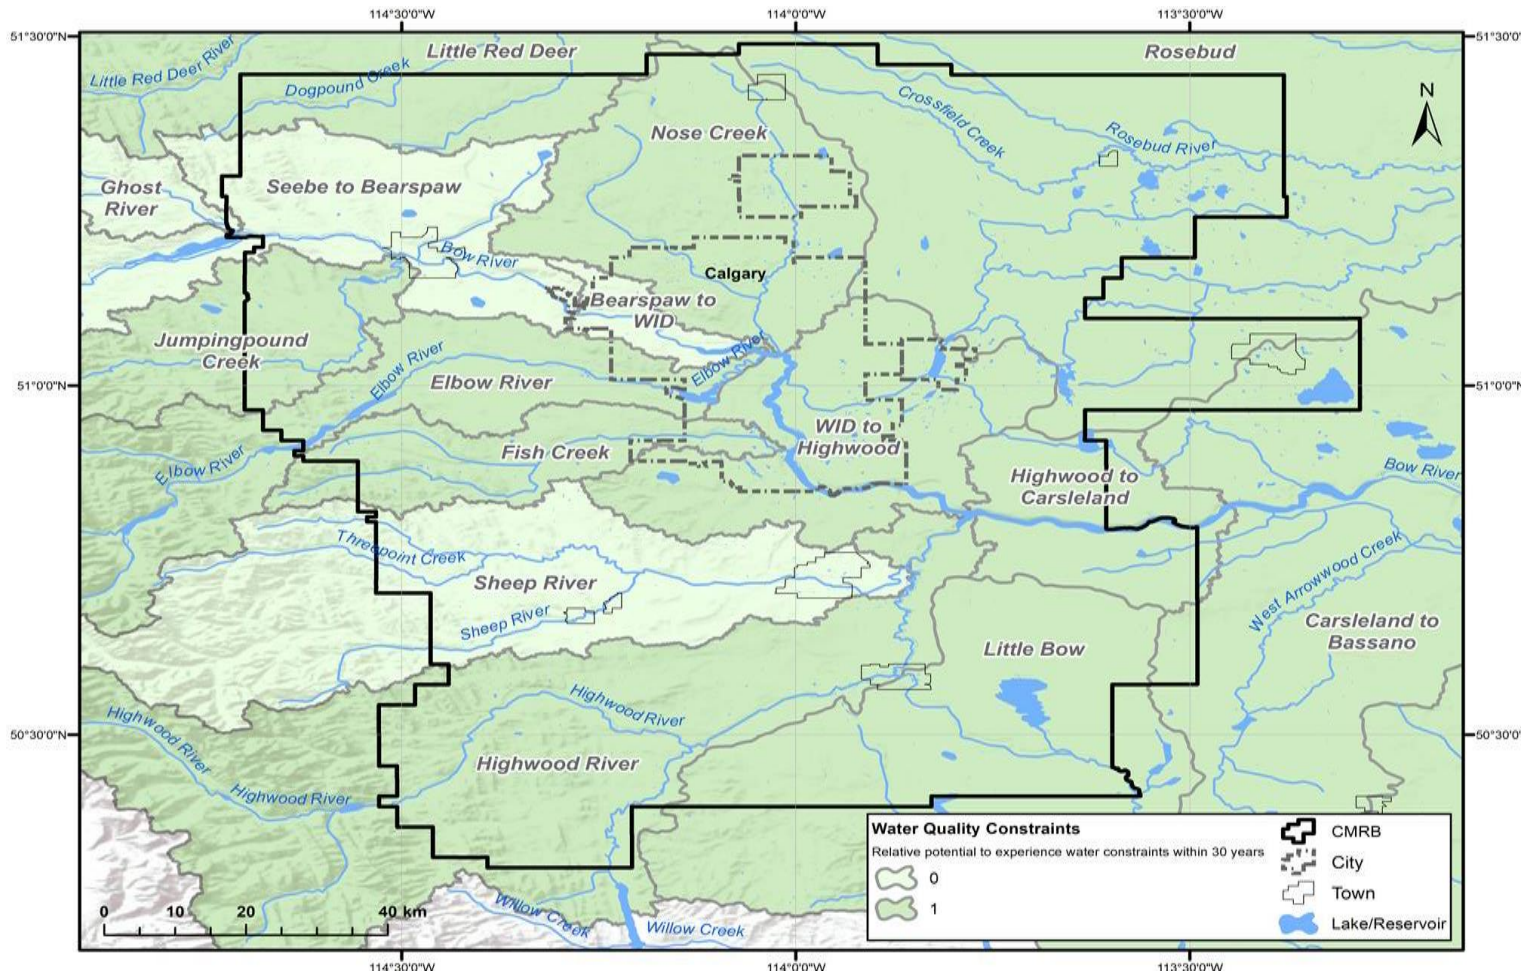 114°30'0"W
114°0'0"W
113°30'0"W
51°30'0"N
51°30'0"
Little Red Deer
Rosebud
Little Red Deer River
Dogpound Creek
N
Crossfield Creek
Nose Creek
Rosebud River
Ghost
River
Seebe to Bearspaw
Bow River
Calgary
Bearspaw to
WID
Jumpingpound
Creek
Elbow River
Elbow River
Elbow River
51°0'0"N
51°0'0"
WID to
Highwood
Fish Creek
Elbow River
Bow River
Highwood to
Carsleland
Threepoint Creek
West Arrowwood Creek
Sheep River
Sheep River
Carsleland to
Bassano
Little Bow
Highwood River
Highwood River
50°30'0"N
50°30'0"
Highwood River
Highwood River
Water Quality Constraints
Relative potential to experience water constraints within 30 years
0
1
CMRB
City
Town
Lake/Reservoir
0 10 20 40 km
Willow Creek
Willow Creek
114°30'0"W
114°0'0"W
113°30'0"W